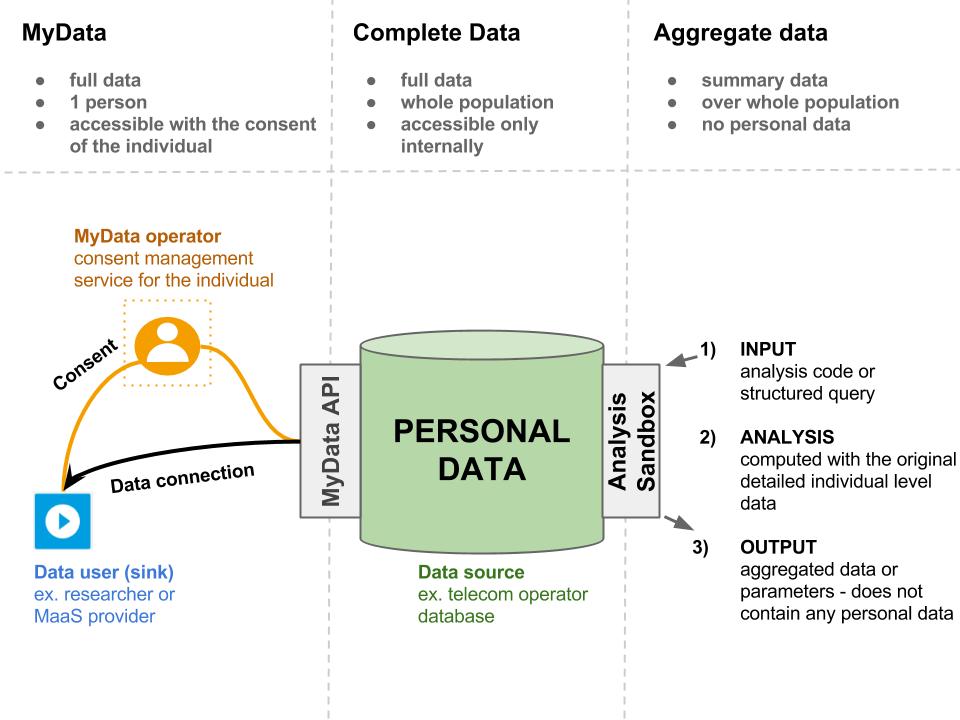 MyData
● full data
● 1 person
● accessible with the consent
of the individual
Complete Data
● full data
● whole population
● accessible only
internally
Aggregate data
● summary data
● over whole population
● no personal data
MyData operator
consent management
service for the individual
Consent
Data connection
Data user (sink)
ex. researcher or
MaaS provider
MyData API
PERSONAL
DATA
Analysis
Sandbox
Data source
ex. telecom operator
database
1) INPUT
analysis code or
structured query
2) ANALYSIS
computed with the original
detailed individual level
data
3) OUTPUT
aggregated data or
parameters - does not
contain any personal data